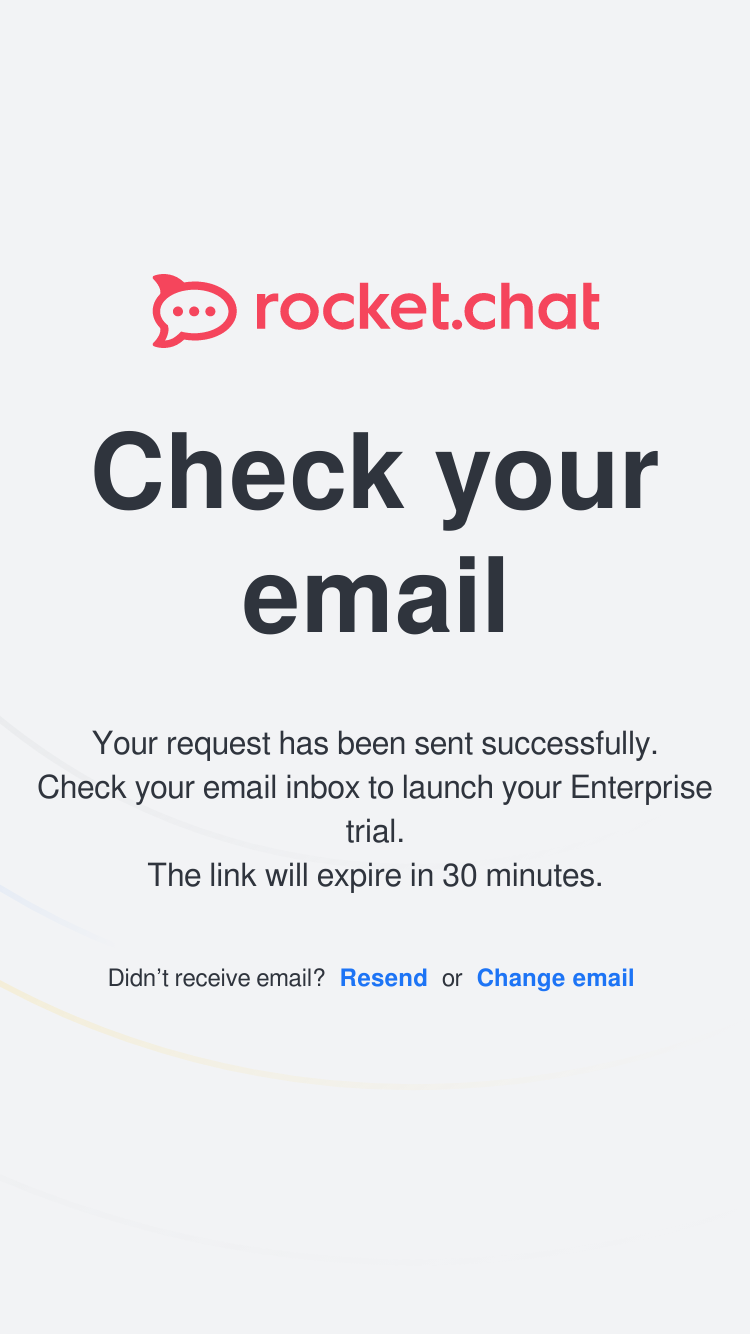 rocket.chat
Check your
email
Your request has been sent successfully.
Check your email inbox to launch your Enterprise
trial.
The link will expire in 30 minutes.
Didn’t receive email? Resend or Change email